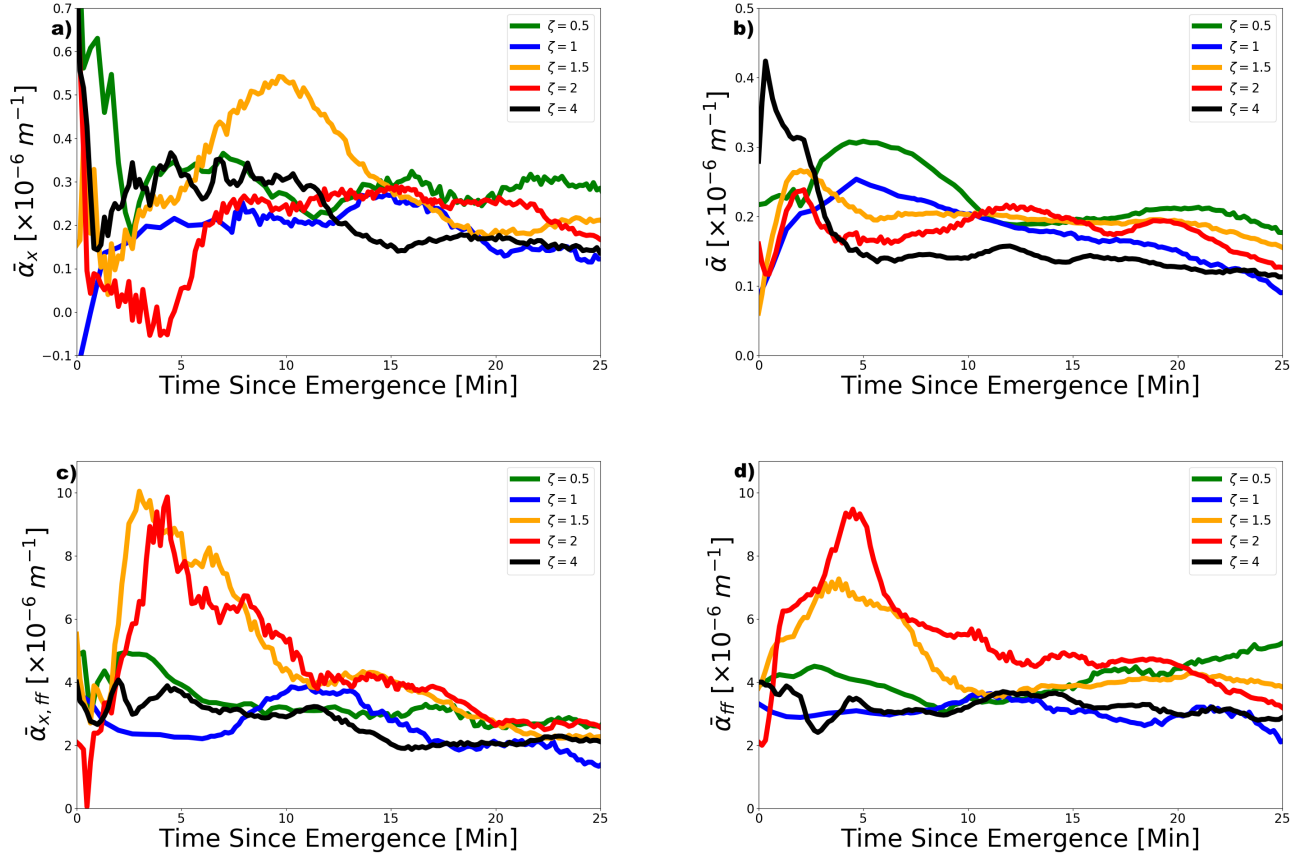 a)
0.7
0.6
0.5
0.4
0.3
0.2
0.1
0.0
−0.1
0
5
10
15
20
25
ᾱx [×10−6 m−1]
Time Since Emergence [Min]
ζ = 0.5
ζ = 1
ζ = 1.5
ζ = 2
ζ = 4
b)
0.5
0.4
0.3
0.2
0.1
0.0
0
5
10
15
20
25
ᾱ [×10−6 m−1]
Time Since Emergence [Min]
ζ = 0.5
ζ = 1
ζ = 1.5
ζ = 2
ζ = 4
c)
10
8
6
4
2
0
0
5
10
15
20
25
ᾱx, ff [×10−6 m−1]
Time Since Emergence [Min]
ζ = 0.5
ζ = 1
ζ = 1.5
ζ = 2
ζ = 4
d)
10
8
6
4
2
0
0
5
10
15
20
25
ᾱff [×10−6 m−1]
Time Since Emergence [Min]
ζ = 0.5
ζ = 1
ζ = 1.5
ζ = 2
ζ = 4